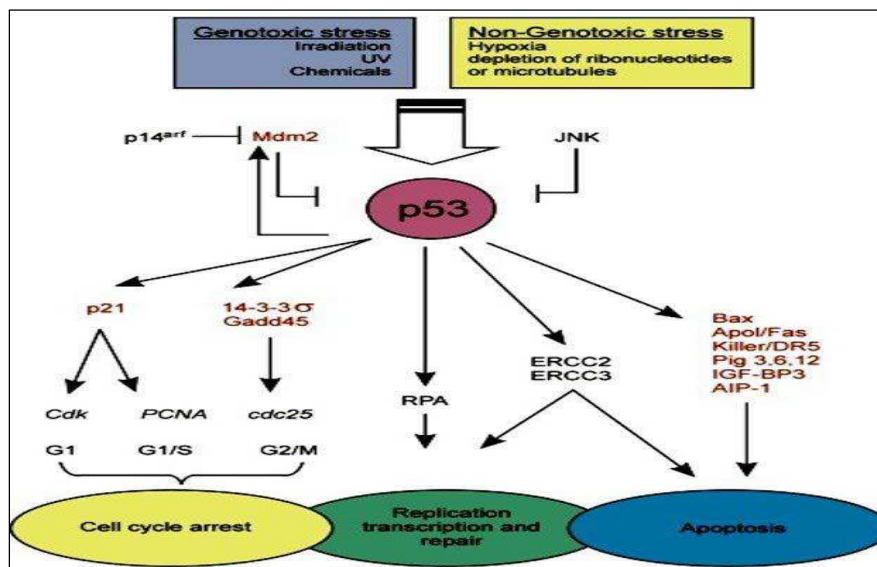 Genotoxic stress
Irradiation
UV
Chemicals
Non-Genotoxic stress
Hypoxia
depletion of ribonucleotides
or microtubules
p14arf
Mdm2
JNK
p53
p21
14-3-3σ
Gadd45
RPA
ERCC2
ERCC3
Bax
Apol/Fas
Killer/DR5
Pig 3,6,12
IGF-BP3
AIP-1
Cdk
PCNA
cdc25
G1
G1/S
G2/M
Cell cycle arrest
Replication
transcription and
repair
Apoptosis